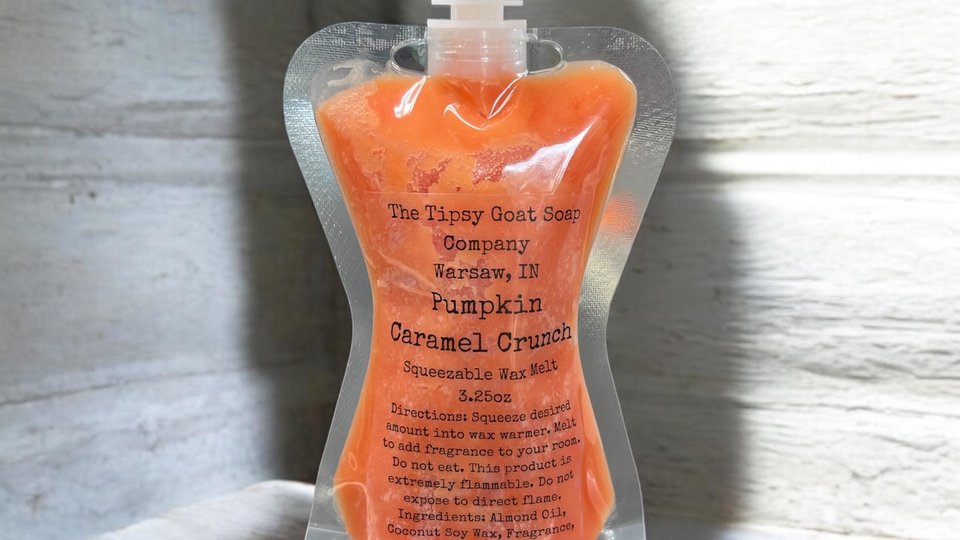 The Tipsy Goat Soap
Company
Warsaw, IN
Pumpkin
Caramel Crunch
Squeezable Wax Melt
3.25oz
Directions: Squeeze desired
amount into wax warmer. Melt
to add fragrance to your room.
Do not eat. This product is
extremely flammable. Do not
expose to direct flame.
Ingredients: Almond Oil,
Coconut Soy Wax, Fragrance,